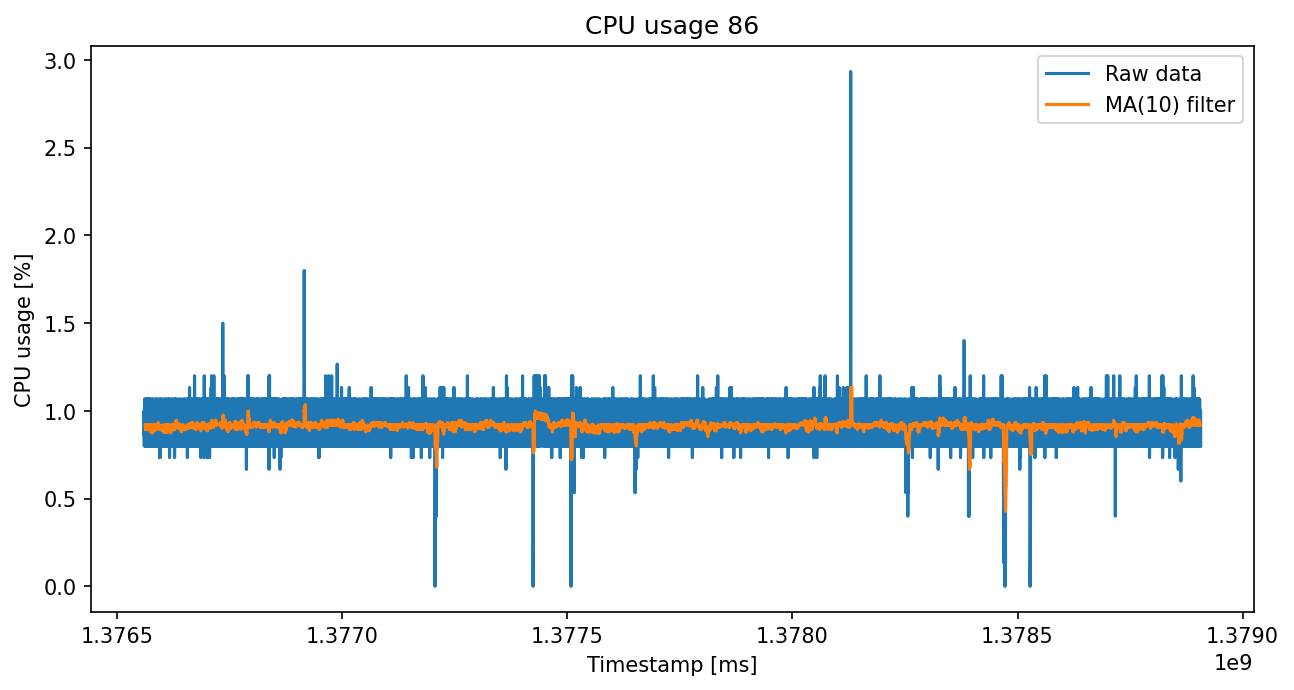 CPU usage 86
Raw data
MA(10) filter
CPU usage [%]
3.0
2.5
2.0
1.5
1.0
0.5
0.0
1.3765 1.3770 1.3775 1.3780 1.3785 1.3790
1e9
Timestamp [ms]